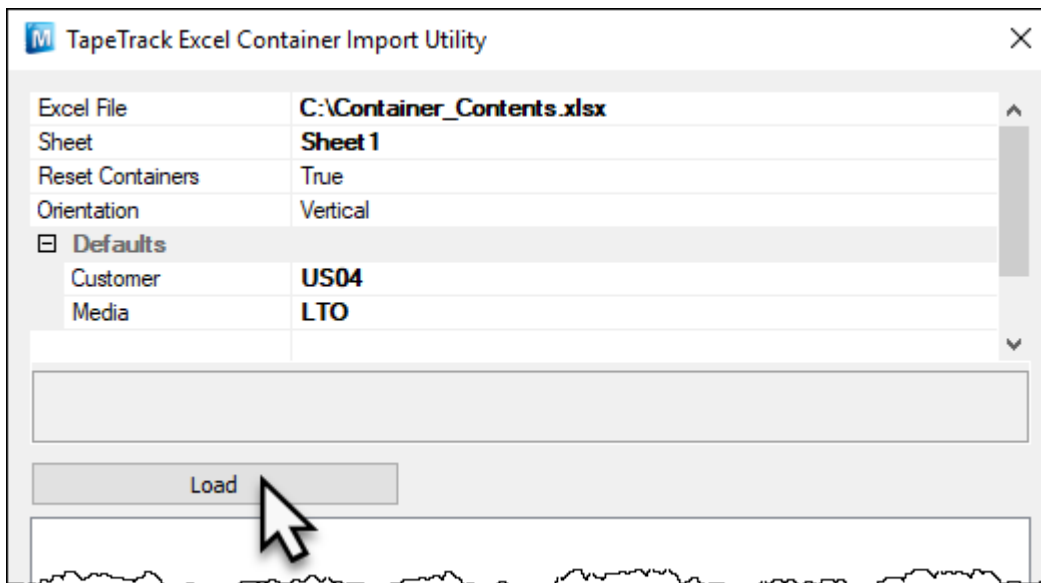 M TapeTrack Excel Container Import Utility
Excel File C:\Container_Contents.xlsx
Sheet Sheet1
Reset Containers True
Orientation Vertical
Defaults
Customer US04
Media LTO
Load